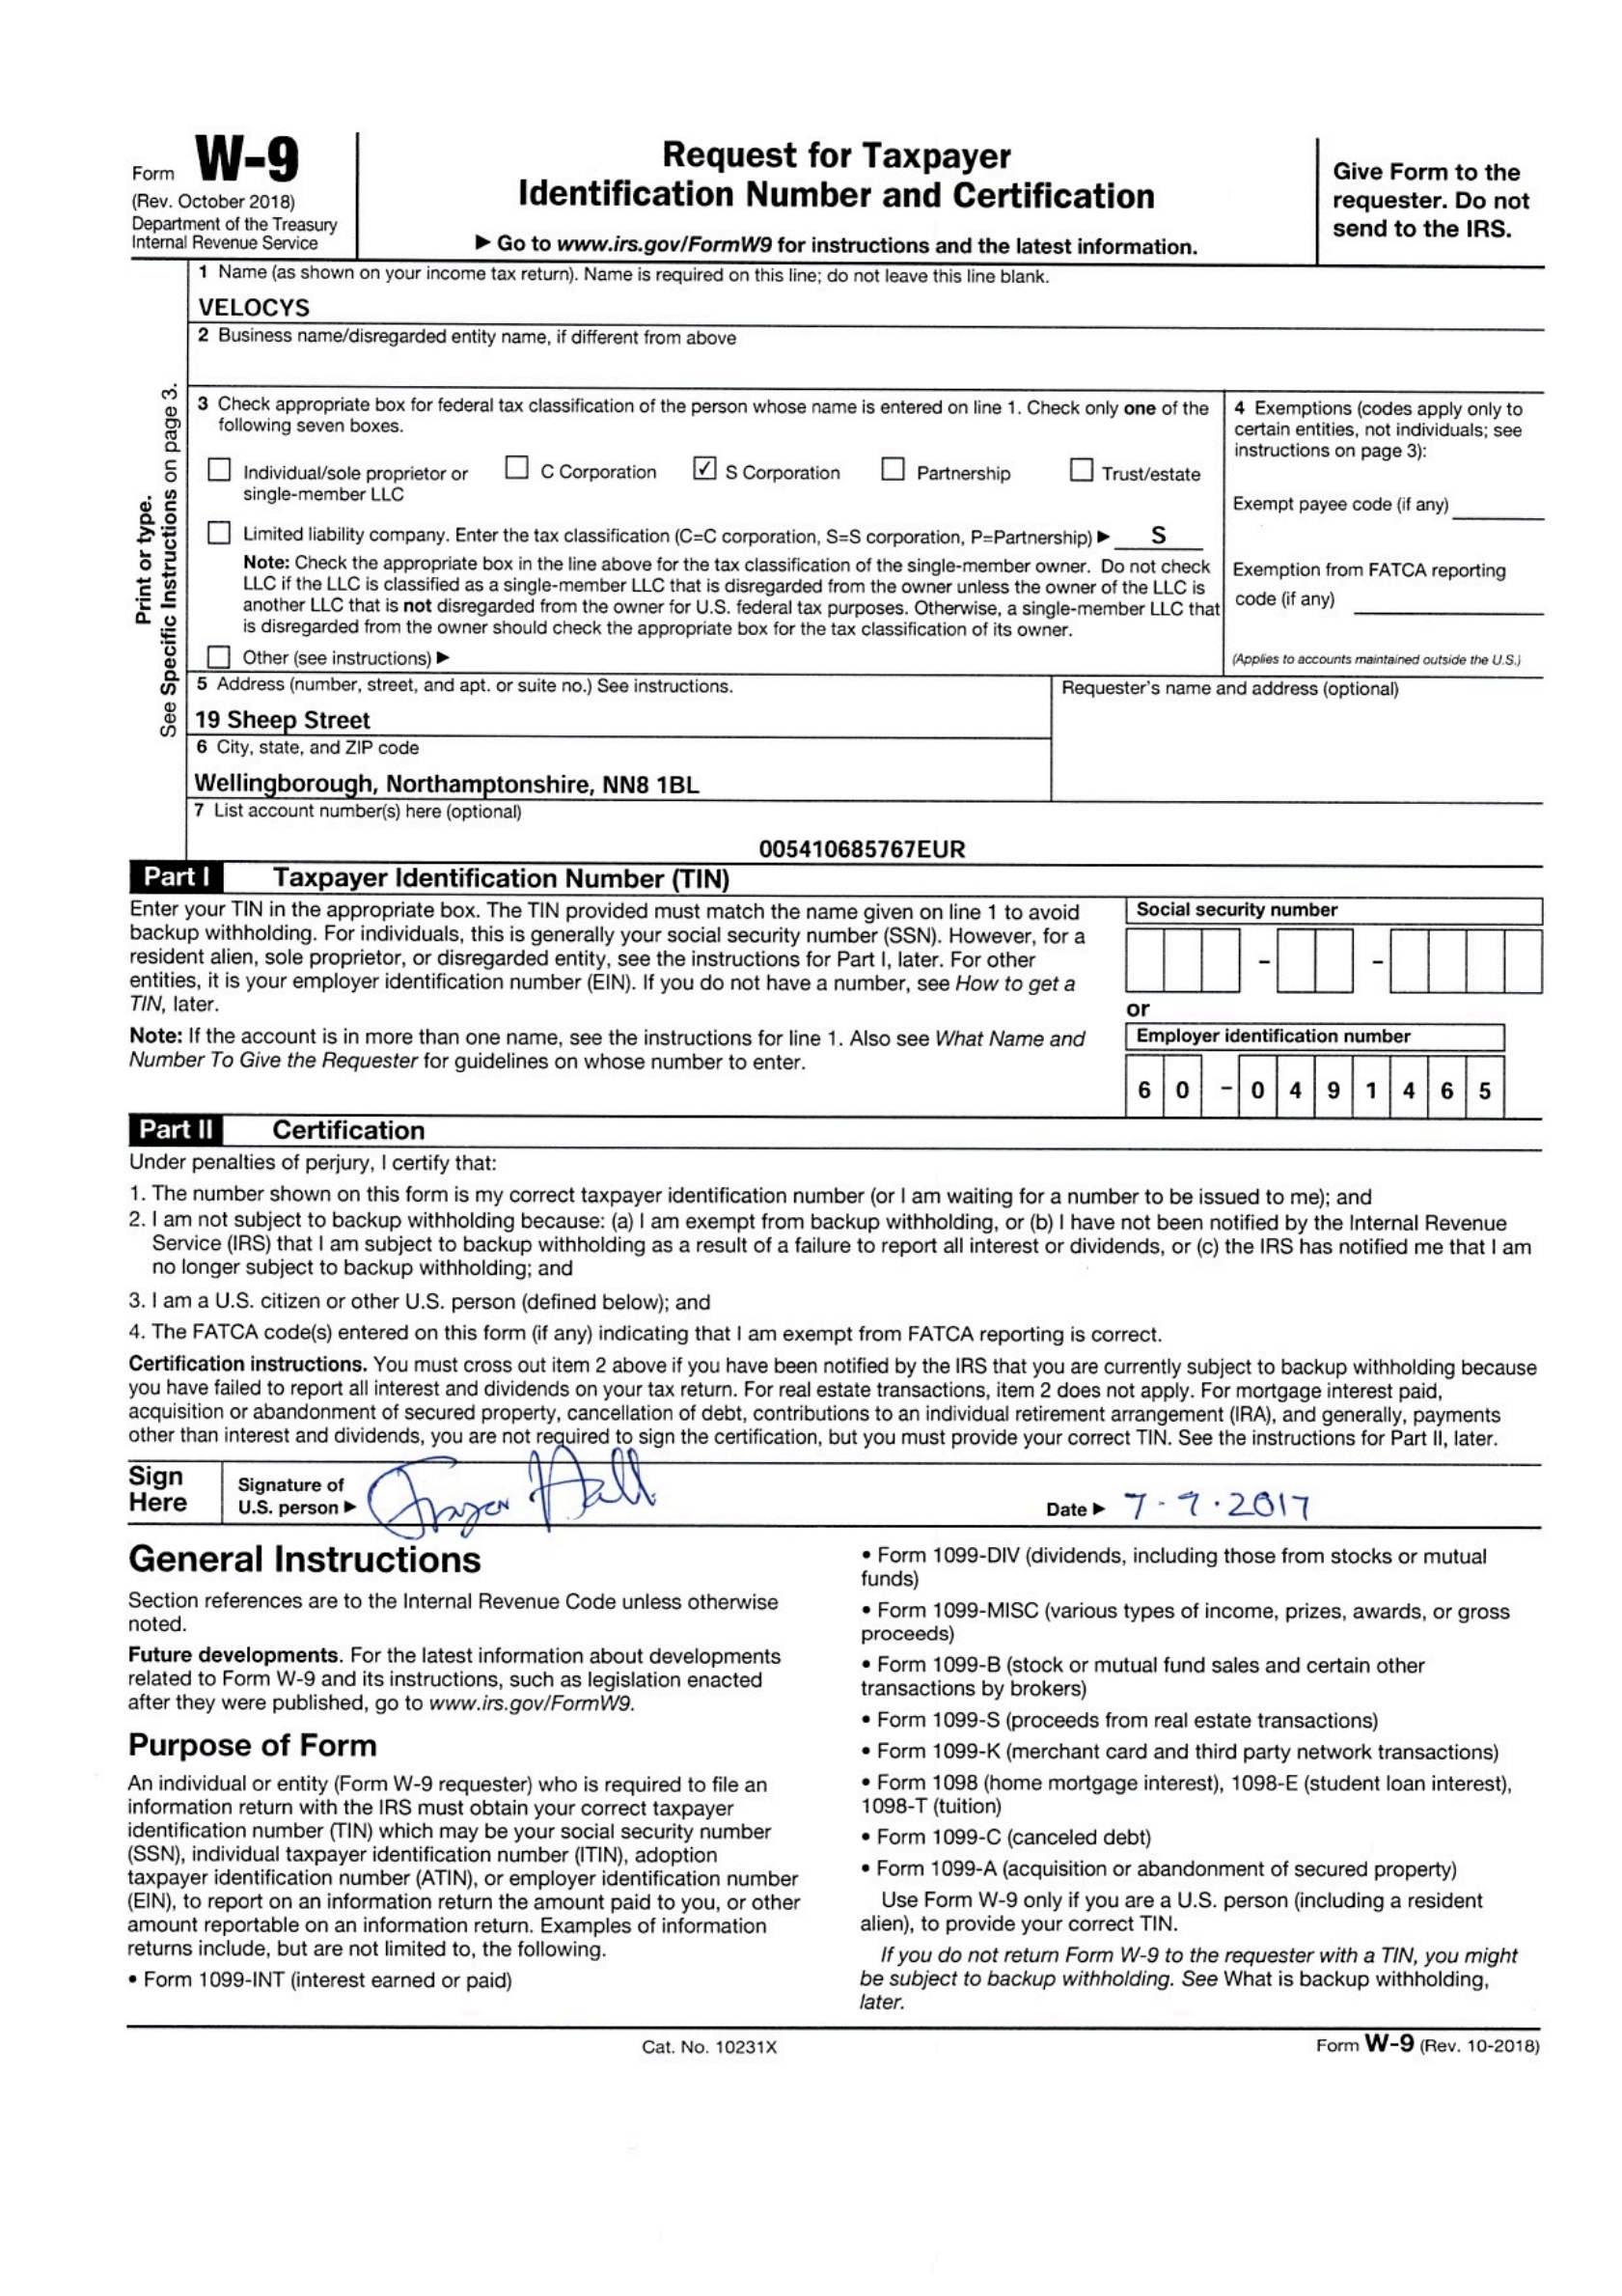 Form W-9
(Rev. October 2018)
Department of the Treasury
Internal Revenue Service
Request for Taxpayer
Identification Number and Certification
▶ Go to www.irs.gov/FormW9 for instructions and the latest information.
Give Form to the
requester. Do not
send to the IRS.
Print or type.
See Specific Instructions on page 3.
1 Name (as shown on your income tax return). Name is required on this line; do not leave this line blank.
VELOCYS
2 Business name/disregarded entity name, if different from above
3 Check appropriate box for federal tax classification of the person whose name is entered on line 1. Check only one of the
following seven boxes.
☐ Individual/sole proprietor or
single-member LLC
☐ C Corporation
☑ S Corporation
☐ Partnership
☐ Trust/estate
☐ Limited liability company. Enter the tax classification (C=C corporation, S=S corporation, P=Partnership) ▶ S
Note: Check the appropriate box in the line above for the tax classification of the single-member owner. Do not check
LLC if the LLC is classified as a single-member LLC that is disregarded from the owner unless the owner of the LLC is
another LLC that is not disregarded from the owner for U.S. federal tax purposes. Otherwise, a single-member LLC that
is disregarded from the owner should check the appropriate box for the tax classification of its owner.
☐ Other (see instructions) ▶
4 Exemptions (codes apply only to
certain entities, not individuals; see
instructions on page 3):
Exempt payee code (if any)
Exemption from FATCA reporting
code (if any)
(Applies to accounts maintained outside the U.S.)
5 Address (number, street, and apt. or suite no.) See instructions.
19 Sheep Street
6 City, state, and ZIP code
Wellingborough, Northamptonshire, NN8 1BL
Requester's name and address (optional)
7 List account number(s) here (optional)
005410685767EUR
Part I Taxpayer Identification Number (TIN)
Enter your TIN in the appropriate box. The TIN provided must match the name given on line 1 to avoid
backup withholding. For individuals, this is generally your social security number (SSN). However, for a
resident alien, sole proprietor, or disregarded entity, see the instructions for Part I, later. For other
entities, it is your employer identification number (EIN). If you do not have a number, see How to get a
TIN, later.
Note: If the account is in more than one name, see the instructions for line 1. Also see What Name and
Number To Give the Requester for guidelines on whose number to enter.
Social security number
- -
or
Employer identification number
6 0 - 0 4 9 1 4 6 5
Part II Certification
Under penalties of perjury, I certify that:
1. The number shown on this form is my correct taxpayer identification number (or I am waiting for a number to be issued to me); and
2. I am not subject to backup withholding because: (a) I am exempt from backup withholding, or (b) I have not been notified by the Internal Revenue
Service (IRS) that I am subject to backup withholding as a result of a failure to report all interest or dividends, or (c) the IRS has notified me that I am
no longer subject to backup withholding; and
3. I am a U.S. citizen or other U.S. person (defined below); and
4. The FATCA code(s) entered on this form (if any) indicating that I am exempt from FATCA reporting is correct.
Certification instructions. You must cross out item 2 above if you have been notified by the IRS that you are currently subject to backup withholding because
you have failed to report all interest and dividends on your tax return. For real estate transactions, item 2 does not apply. For mortgage interest paid,
acquisition or abandonment of secured property, cancellation of debt, contributions to an individual retirement arrangement (IRA), and generally, payments
other than interest and dividends, you are not required to sign the certification, but you must provide your correct TIN. See the instructions for Part II, later.
Sign
Here
Signature of
U.S. person ▶ Hall
Date ▶ 7-7.2017
General Instructions
Section references are to the Internal Revenue Code unless otherwise
noted.
Future developments. For the latest information about developments
related to Form W-9 and its instructions, such as legislation enacted
after they were published, go to www.irs.gov/FormW9.
Purpose of Form
An individual or entity (Form W-9 requester) who is required to file an
information return with the IRS must obtain your correct taxpayer
identification number (TIN) which may be your social security number
(SSN), individual taxpayer identification number (ITIN), adoption
taxpayer identification number (ATIN), or employer identification number
(EIN), to report on an information return the amount paid to you, or other
amount reportable on an information return. Examples of information
returns include, but are not limited to, the following.
• Form 1099-INT (interest earned or paid)
• Form 1099-DIV (dividends, including those from stocks or mutual
funds)
• Form 1099-MISC (various types of income, prizes, awards, or gross
proceeds)
• Form 1099-B (stock or mutual fund sales and certain other
transactions by brokers)
• Form 1099-S (proceeds from real estate transactions)
• Form 1099-K (merchant card and third party network transactions)
• Form 1098 (home mortgage interest), 1098-E (student loan interest),
1098-T (tuition)
• Form 1099-C (canceled debt)
• Form 1099-A (acquisition or abandonment of secured property)
Use Form W-9 only if you are a U.S. person (including a resident
alien), to provide your correct TIN.
If you do not return Form W-9 to the requester with a TIN, you might
be subject to backup withholding. See What is backup withholding,
later.
Cat. No. 10231X
Form W-9 (Rev. 10-2018)